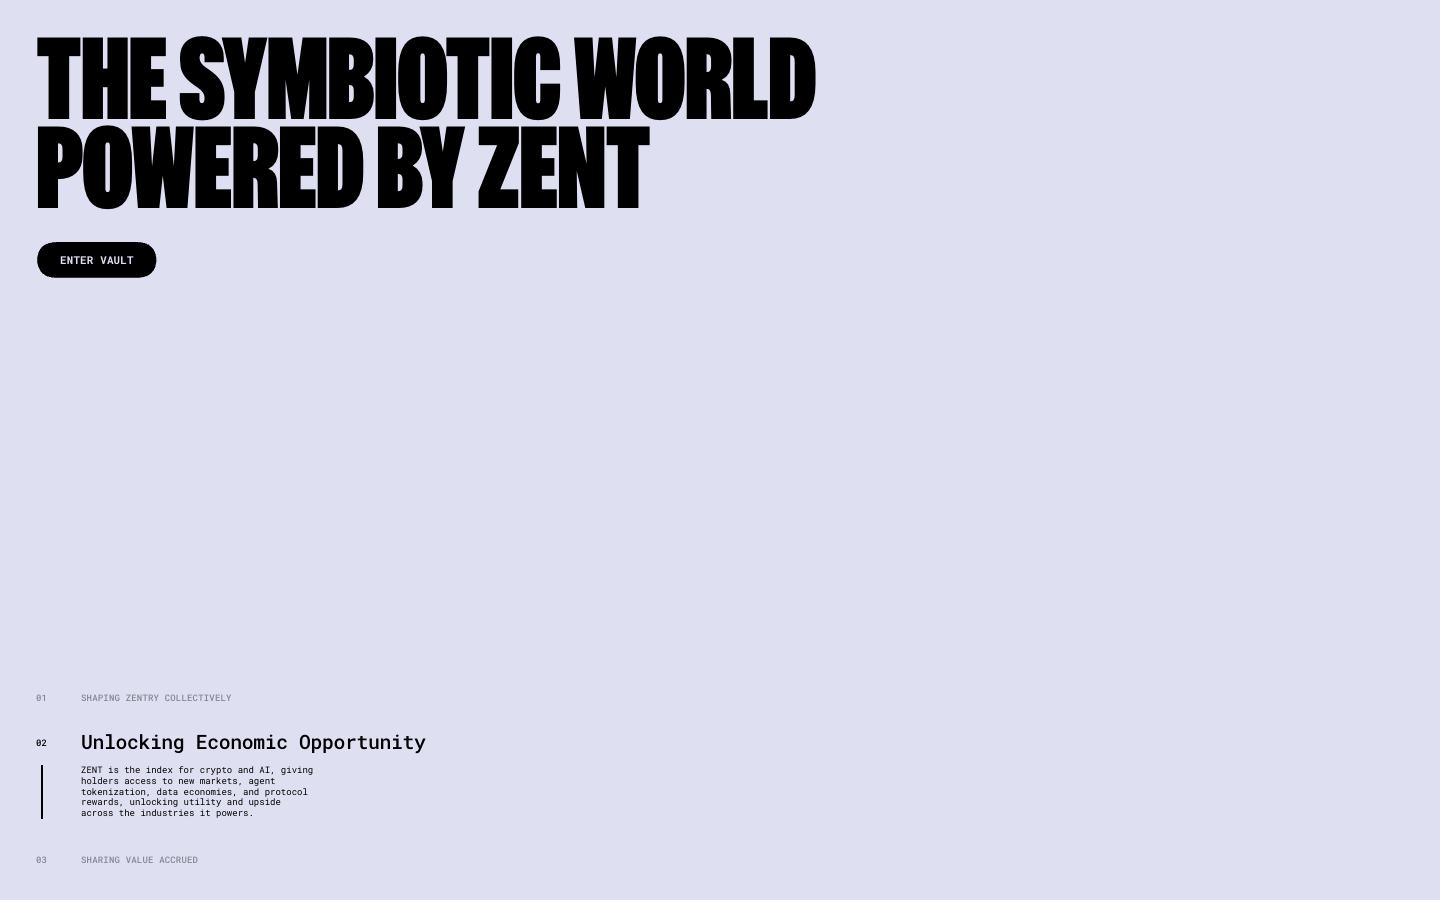 THE SYMBIOTIC WORLD
POWERED BY ZENT
ENTER VAULT
01 SHAPING ZENTRY COLLECTIVELY
02 Unlocking Economic Opportunity
ZENT is the index for crypto and AI, giving
holders access to new markets, agent
tokenization, data economies, and protocol
rewards, unlocking utility and upside
across the industries it powers.
03 SHARING VALUE ACCRUED